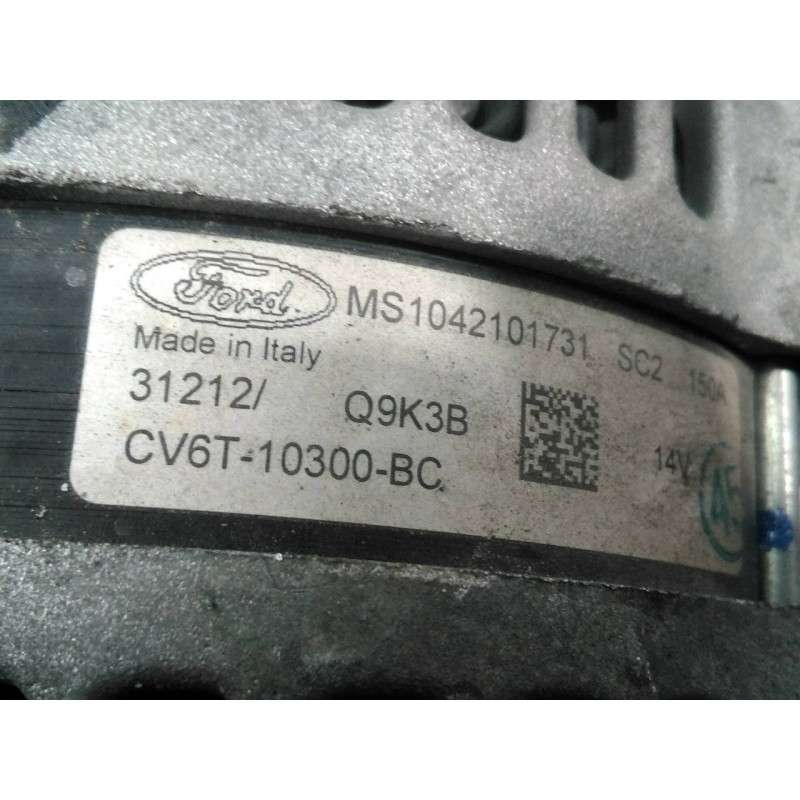 Ford MS1042101731 SC2 150A
Made in Italy
31212/ Q9K3B
CV6T-10300-BC 14V